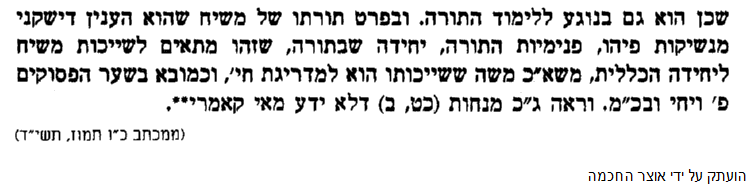 שכן הוא גם בנוגע ללימוד התורה. ובפרט תורתו של משיח שהוא הענין דישקני
מנשיקות פיהו, פנימיות התורה, יחידה שבתורה, שזהו מתאים לשייכות משיח
ליחידה הכללית, משא״כ משה ששייכותו הוא למדריגת חי׳, וכמובא בשער הפסוקים
פ׳ ויחי ובכ״מ. וראה ג״כ מנחות (כט, ב) דלא ידע מאי קאמרי**.
(ממכתב כ״ו תמוז, תשי״ד)
הועתק על ידי אוצר החכמה